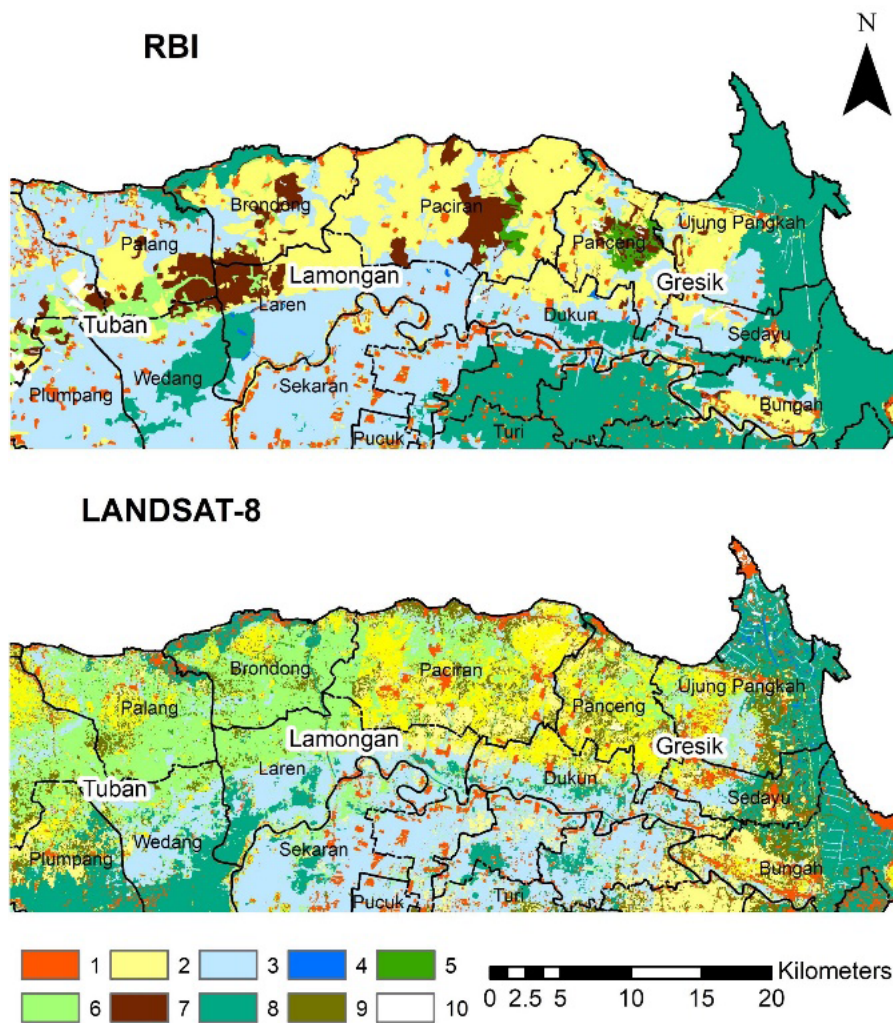 N
RBI
Brondong
Paciran
Ujung Pangkah
Palang
Panceng
Lamongan
Gresik
Laren
Dukun
Tuban
Sedayu
Wedang
Sekaran
Plumpang
Bungah
Pucuk
Turi
LANDSAT-8
Brondong
Paciran
Ujung Pangkah
Palang
Panceng
Lamongan
Gresik
Laren
Dukun
Tuban
Sedayu
Wedang
Sekaran
Plumpang
Bungah
Pucuk
Turi
1 2 3 4 5
Kilometers
6 7 8 9 10
0 2.5 5 10 15 20